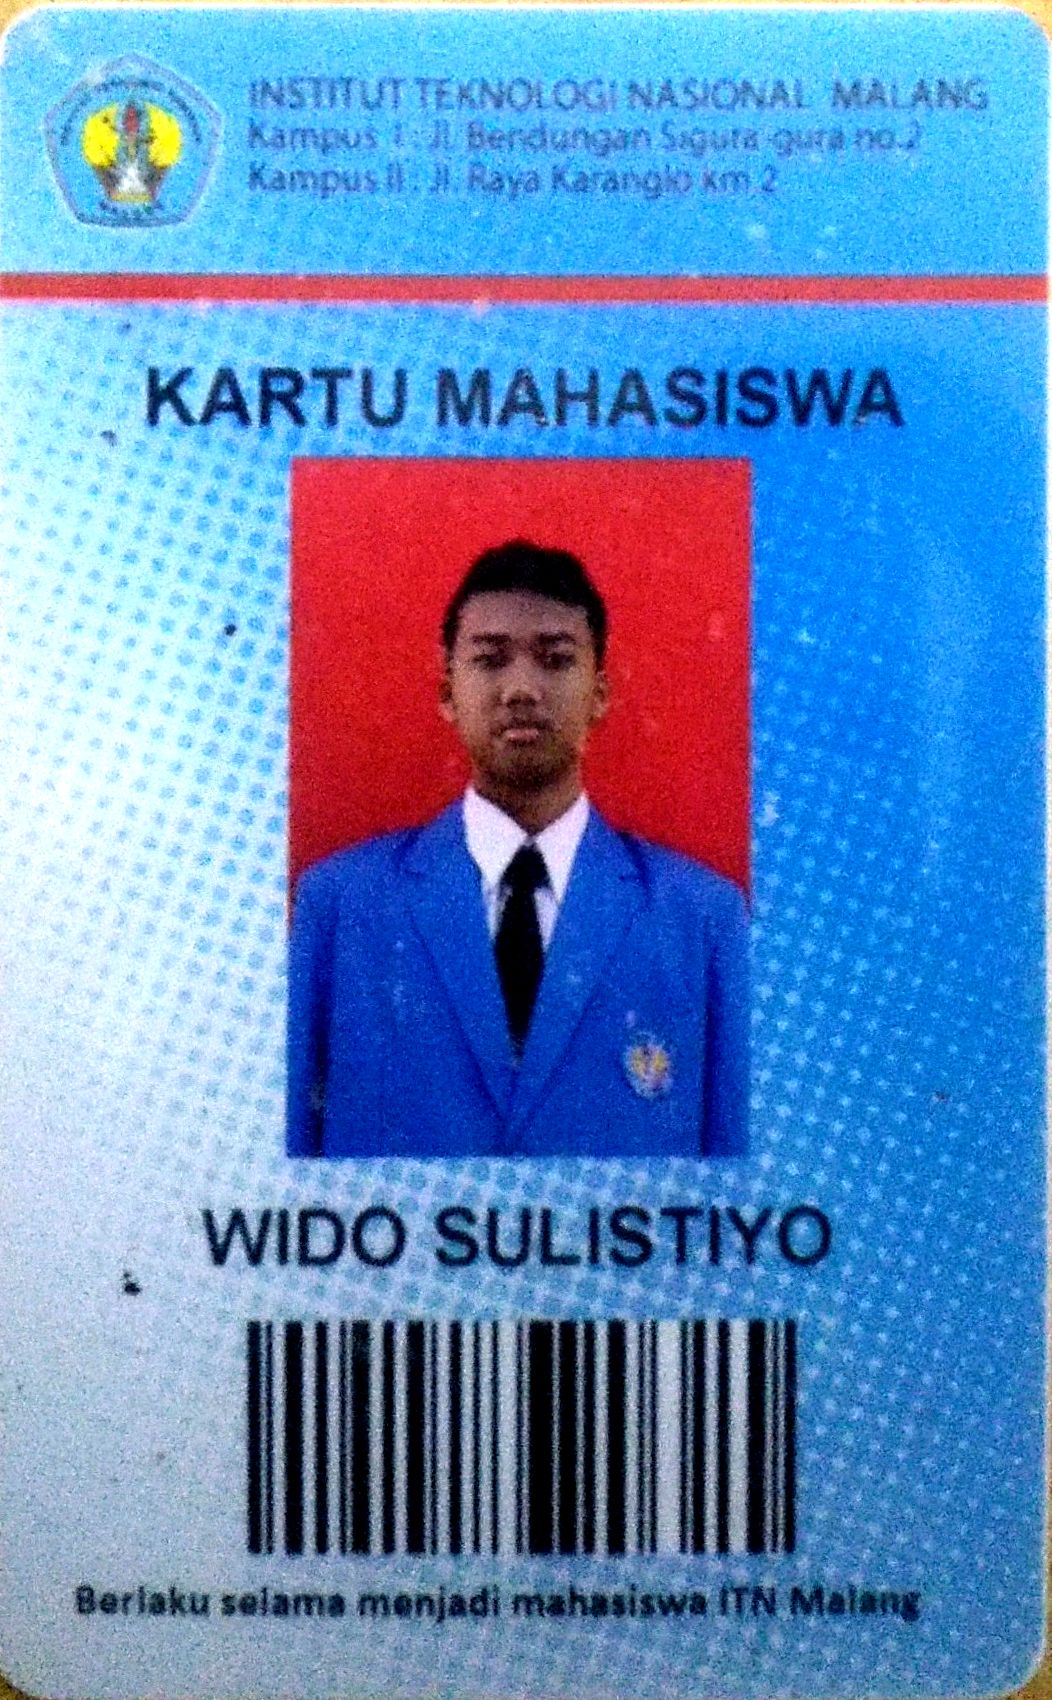 INSTITUT TEKNOLOGI NASIONAL MALANG
Kampus I : Jl. Bendungan Sigura-gura no.2
Kampus II : Jl. Raya Karanglo km 2
KARTU MAHASISWA
WIDO SULISTIYO
Berlaku selama menjadi mahasiswa ITN Malang